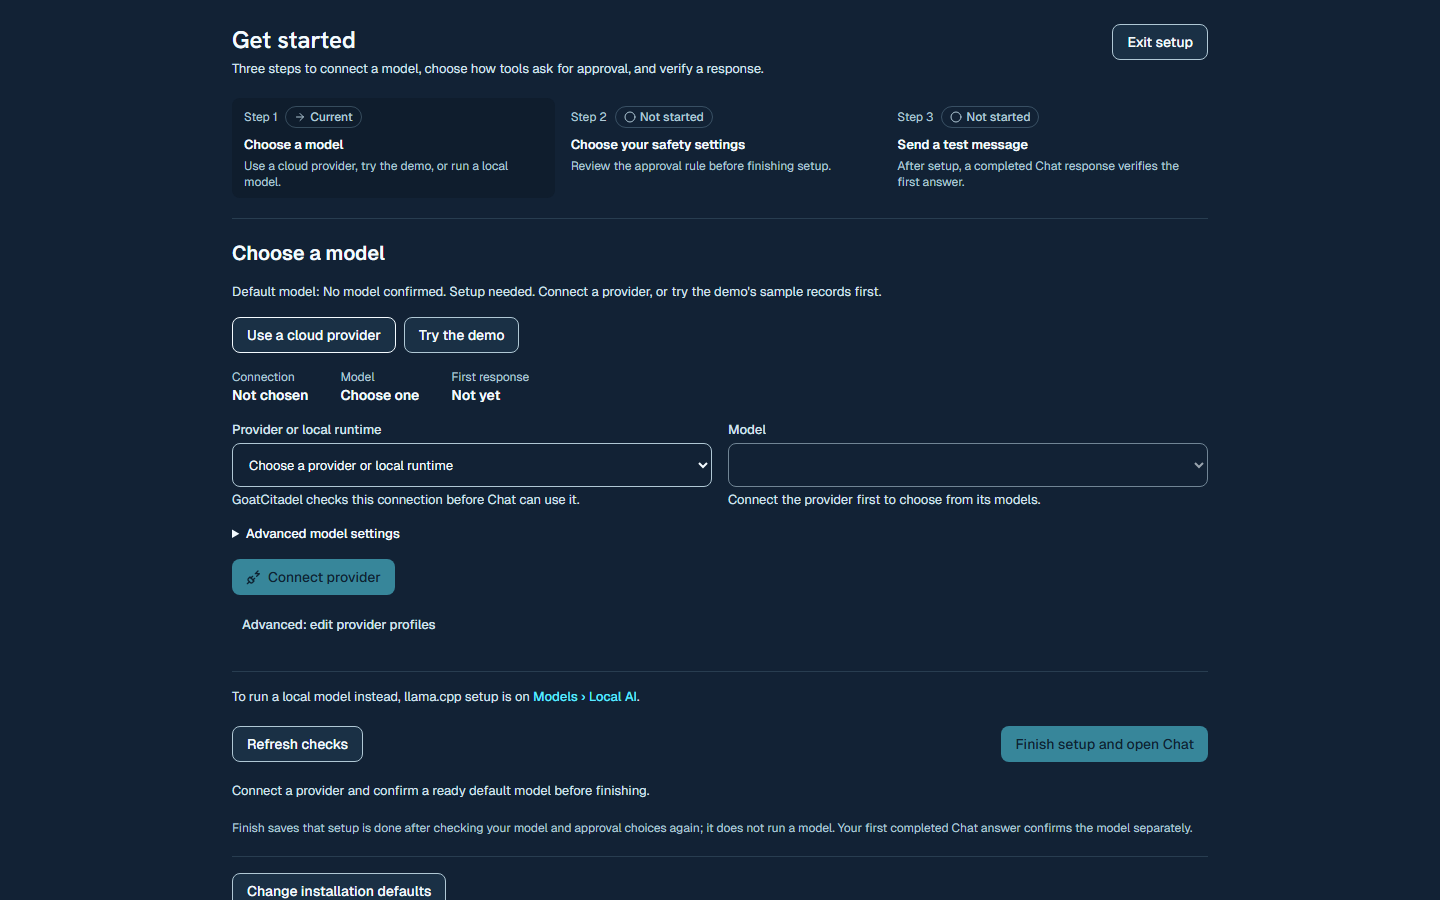 Get started
Exit setup
Three steps to connect a model, choose how tools ask for approval, and verify a response.
Step 1
Current
Choose a model
Use a cloud provider, try the demo, or run a local
model.
Step 2
Not started
Choose your safety settings
Review the approval rule before finishing setup.
Step 3
Not started
Send a test message
After setup, a completed Chat response verifies the
first answer.
Choose a model
Default model: No model confirmed. Setup needed. Connect a provider, or try the demo's sample records first.
Use a cloud provider
Try the demo
Connection
Not chosen
Model
Choose one
First response
Not yet
Provider or local runtime
Choose a provider or local runtime
GoatCitadel checks this connection before Chat can use it.
Model
Connect the provider first to choose from its models.
Advanced model settings
Connect provider
Advanced: edit provider profiles
To run a local model instead, llama.cpp setup is on Models › Local AI.
Refresh checks
Finish setup and open Chat
Connect a provider and confirm a ready default model before finishing.
Finish saves that setup is done after checking your model and approval choices again; it does not run a model. Your first completed Chat answer confirms the model separately.
Change installation defaults